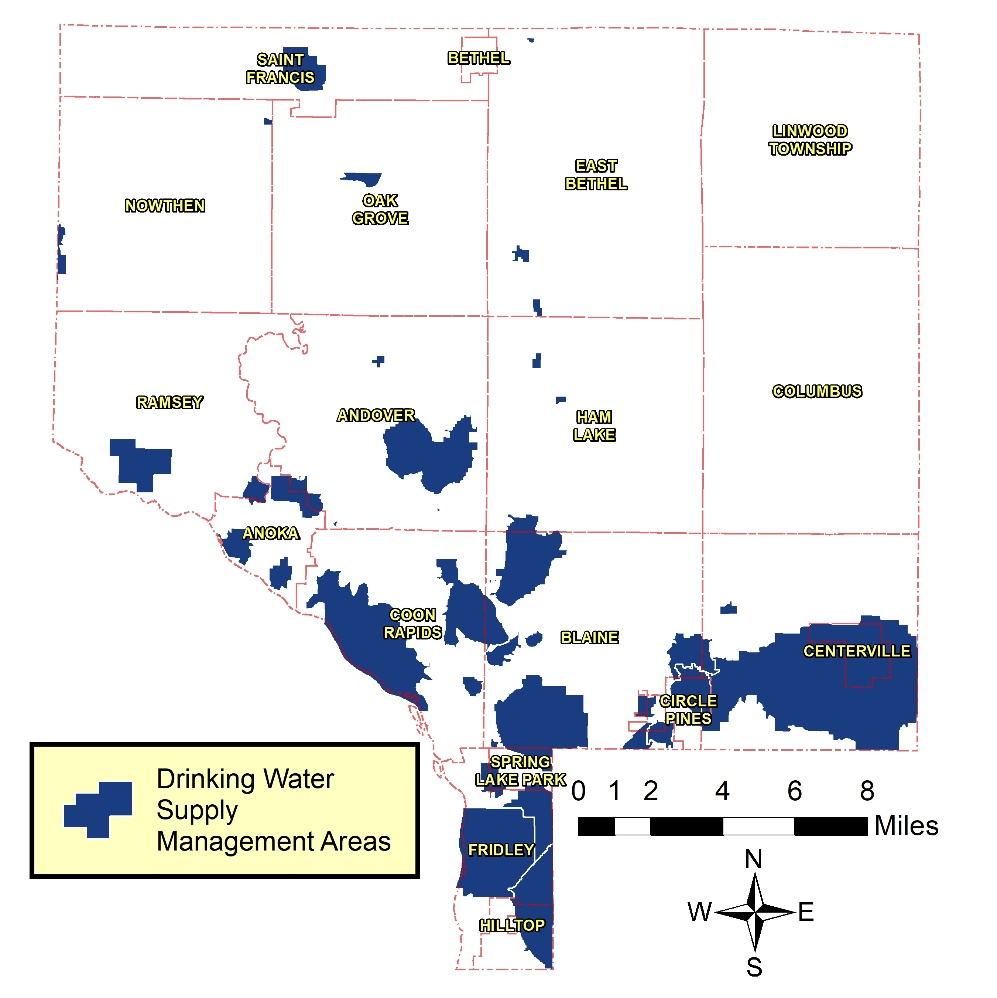 SAINT
FRANCIS
BETHEL
LINWOOD
TOWNSHIP
EAST
BETHEL
NOWTHEN
OAK
GROVE
RAMSEY
ANDOVER
HAM
LAKE
COLUMBUS
ANOKA
COON
RAPIDS
BLAINE
CENTERVILLE
CIRCLE
PINES
SPRING
LAKE PARK
FRIDLEY
HILLTOP
Drinking Water
Supply
Management Areas
0 1 2 4 6 8
Miles
N
W E
S